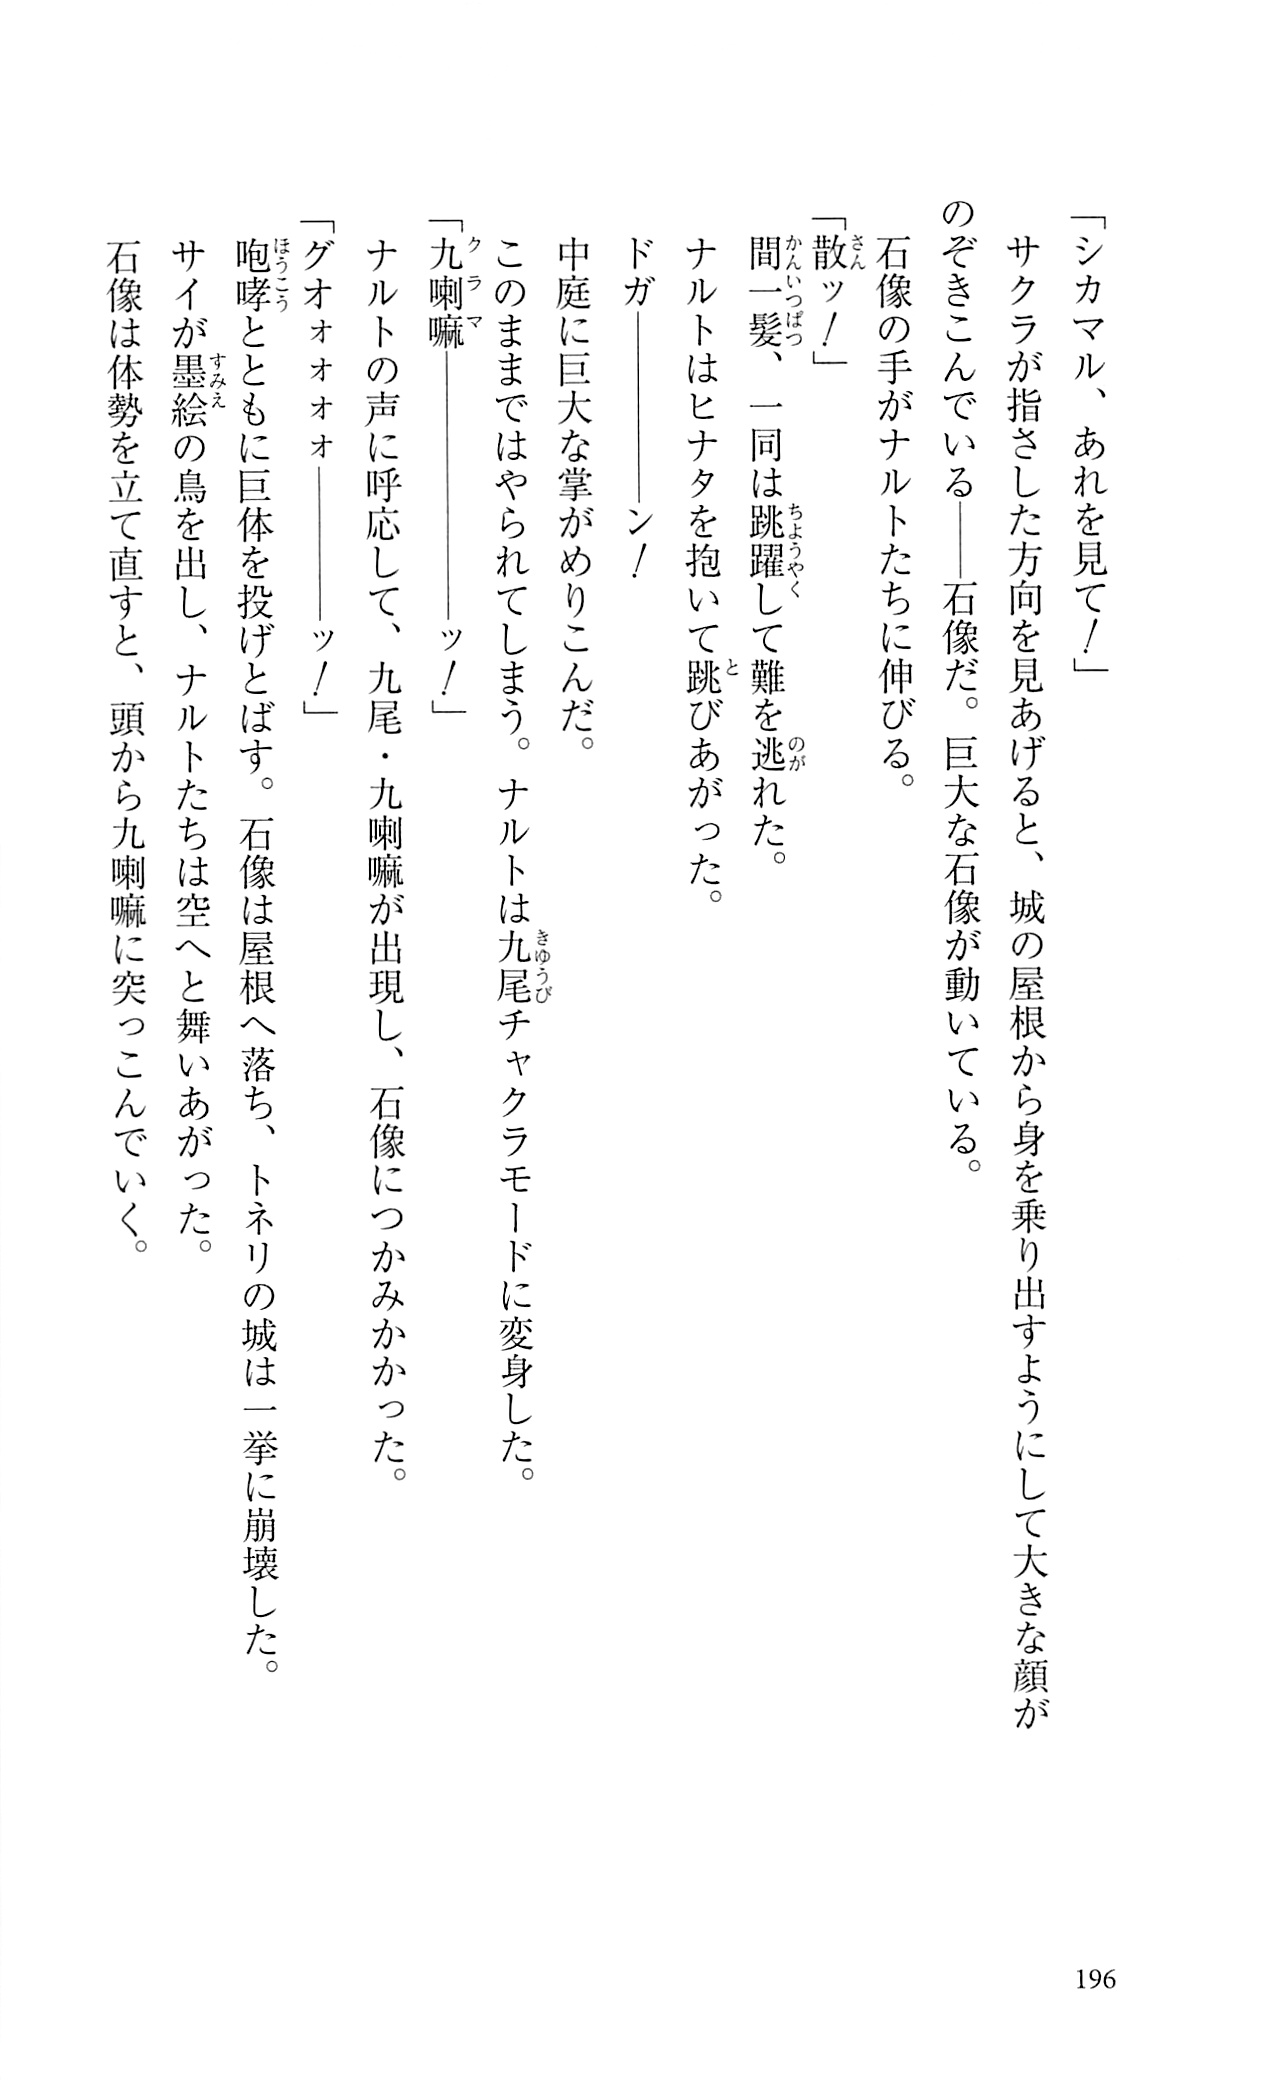 「シカマル、あれを見て！」
サクラが指さした方向を見あげると、城の屋根から身を乗り出すようにして大きな顔が
のぞきこんでいる――石像だ。巨大な石像が動いている。
石像の手がナルトたちに伸びる。
「散ッ！」
間一髪、一同は跳躍して難を逃れた。
ナルトはヒナタを抱いて跳びあがった。
ドガ――――――ン！
中庭に巨大な掌がめりこんだ。
このままではやられてしまう。ナルトは九尾チャクラモードに変身した。
「九喇嘛――――――――ッ！」
ナルトの声に呼応して、九尾・九喇嘛が出現し、石像につかみかかった。
「グオォォォォ―――――ッ！」
咆哮とともに巨体を投げとばす。石像は屋根へ落ち、トネリの城は一挙に崩壊した。
サイが墨絵の鳥を出し、ナルトたちは空へと舞いあがった。
石像は体勢を立て直すと、頭から九喇嘛に突っこんでいく。
196